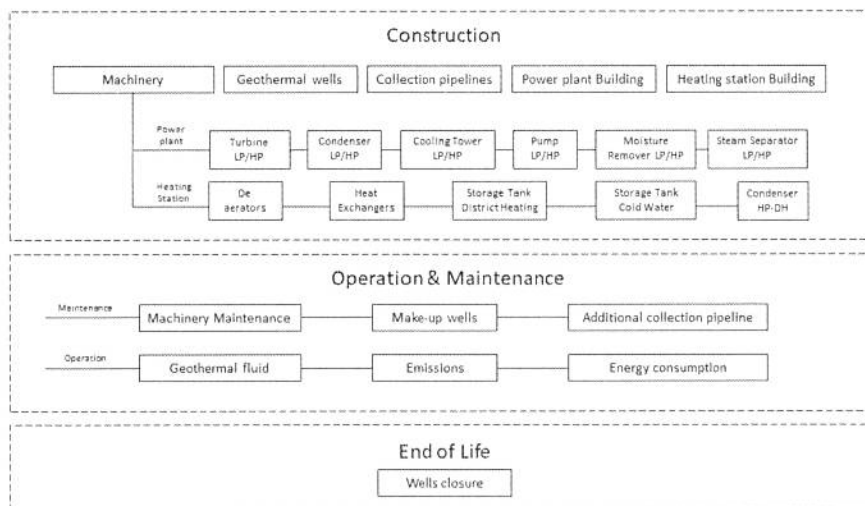 Construction
Machinery
Geothermal wells
Collection pipelines
Power plant Building
Heating station Building
Power
plant
Turbine
LP/HP
Condenser
LP/HP
Cooling Tower
LP/HP
Pump
LP/HP
Moisture
Remover LP/HP
Steam Separator
LP/HP
Heating
Station
De
aerators
Heat
Exchangers
Storage Tank
District Heating
Storage Tank
Cold Water
Condenser
HP-DH
Operation & Maintenance
Maintenance
Machinery Maintenance
Make-up wells
Additional collection pipeline
Operation
Geothermal fluid
Emissions
Energy consumption
End of Life
Wells closure